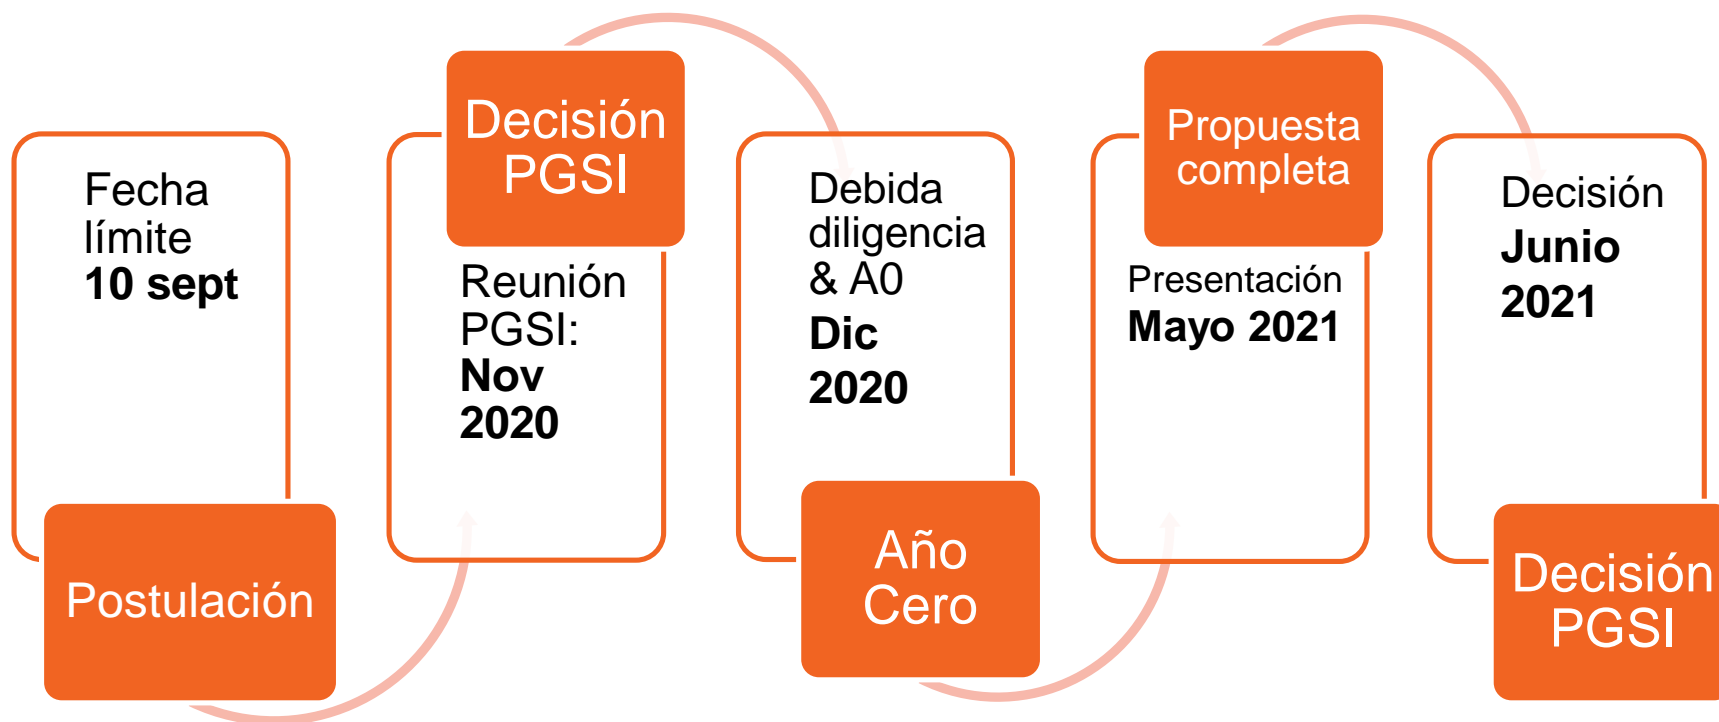 Fecha
límite
10 sept
Postulación
Decisión
PGSI
Reunión
PGSI:
Nov
2020
Debida
diligencia
& A0
Dic
2020
Año
Cero
Propuesta
completa
Presentación
Mayo 2021
Decisión
Junio
2021
Decisión
PGSI